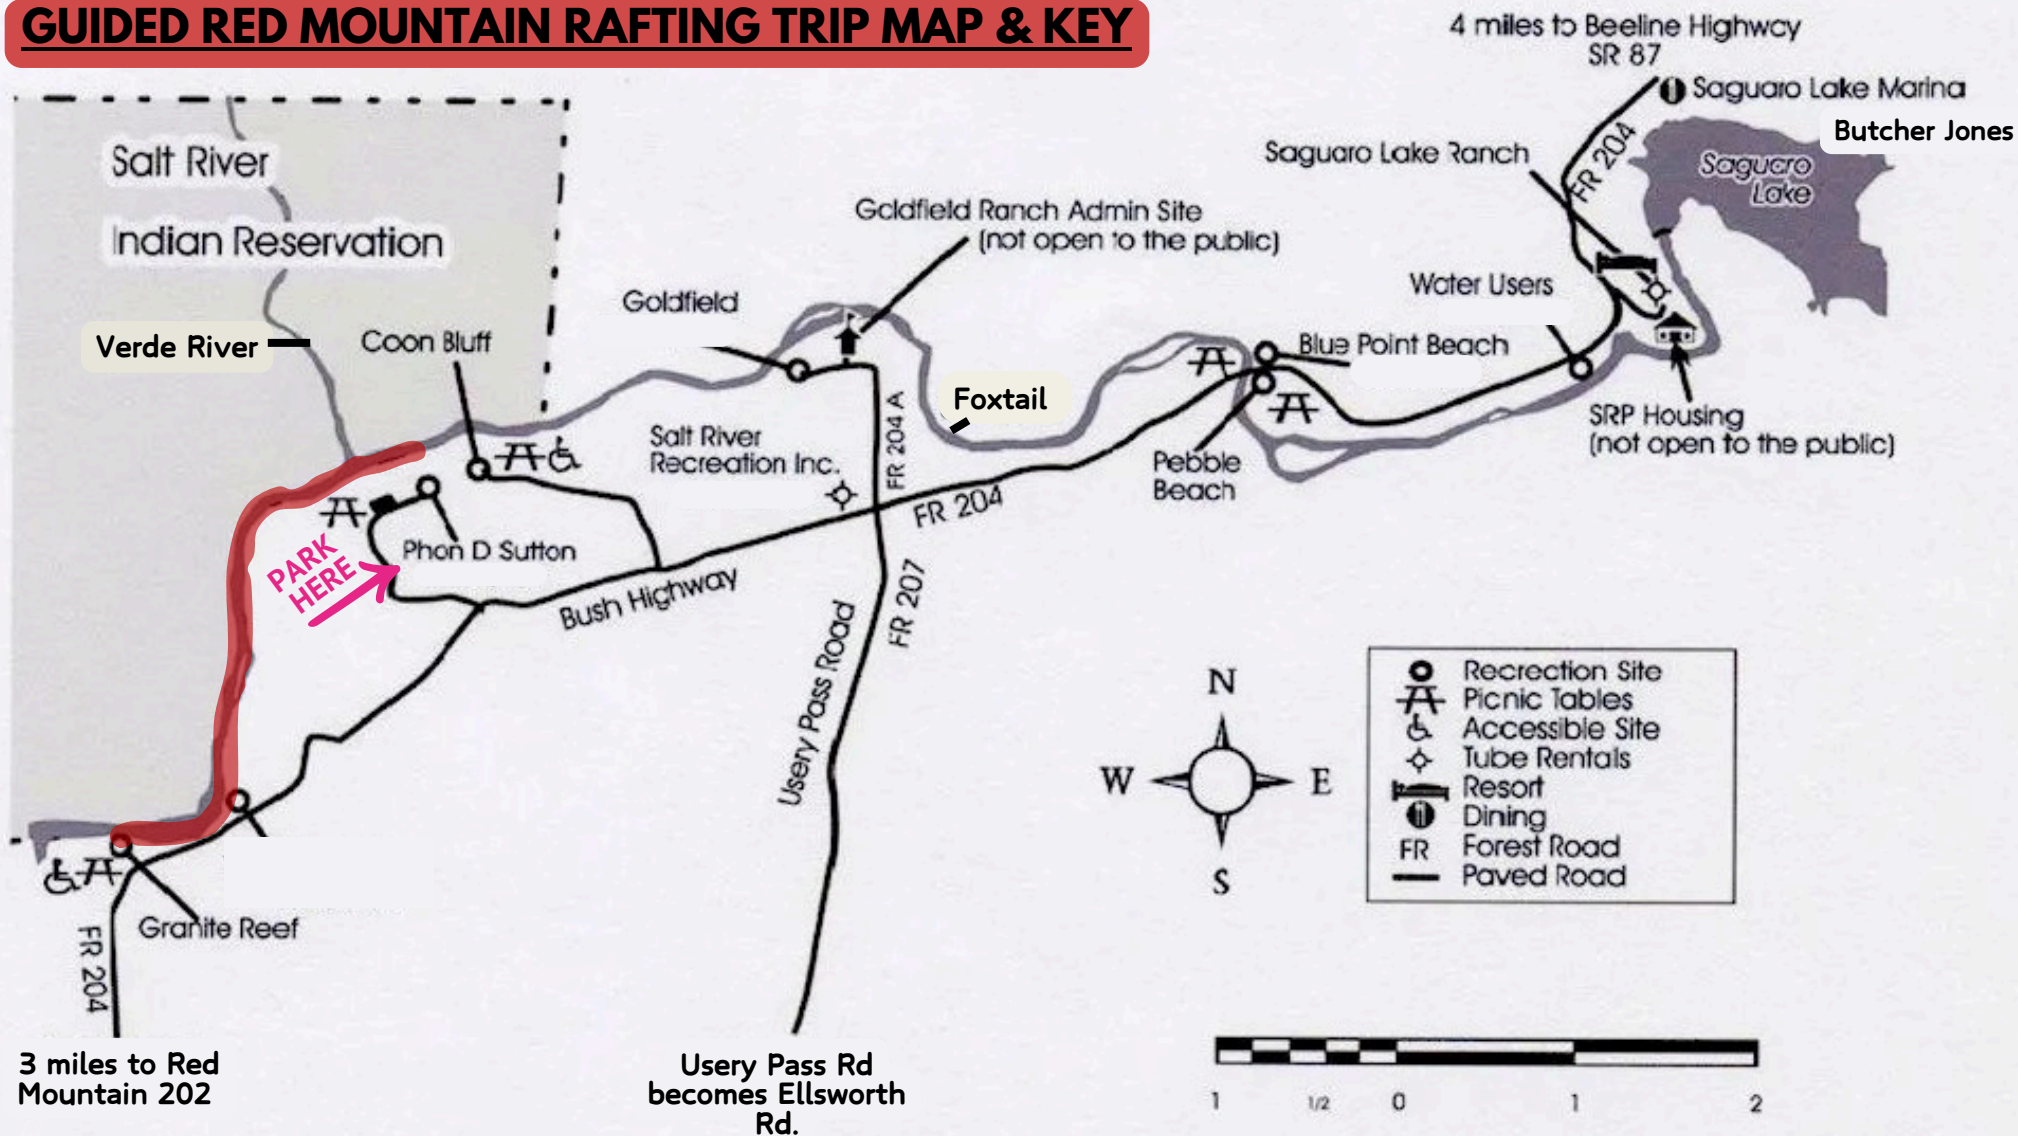 GUIDED RED MOUNTAIN RAFTING TRIP MAP & KEY
4 miles to Beeline Highway
SR 87
Saguaro Lake Marina
Butcher Jones
Saguaro Lake Ranch
FR 204
Saguaro
Lake
Salt River
Indian Reservation
Goldfield Ranch Admin Site
(not open to the public)
Water Users
Goldfield
Verde River
Coon Bluff
Blue Point Beach
Foxtail
SRP Housing
(not open to the public)
Salt River
Recreation Inc.
FR 204 A
Pebble
Beach
FR 204
PARK
HERE
Phon D Sutton
Bush Highway
FR 207
Usery Pass Road
N
W
E
S
Recreation Site
Picnic Tables
Accessible Site
Tube Rentals
Resort
Dining
FR Forest Road
Paved Road
Granite Reef
FR 204
3 miles to Red
Mountain 202
Usery Pass Rd
becomes Ellsworth
Rd.
1 1/2 0 1 2